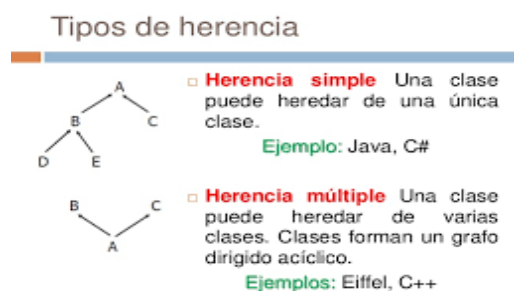 Tipos de herencia
A
B
C
D
E
Herencia simple Una clase
puede heredar de una única
clase.
Ejemplo: Java, C#
B
C
A
Herencia múltiple Una clase
puede heredar de varias
clases. Clases forman un grafo
dirigido acíclico.
Ejemplos: Eiffel, C++